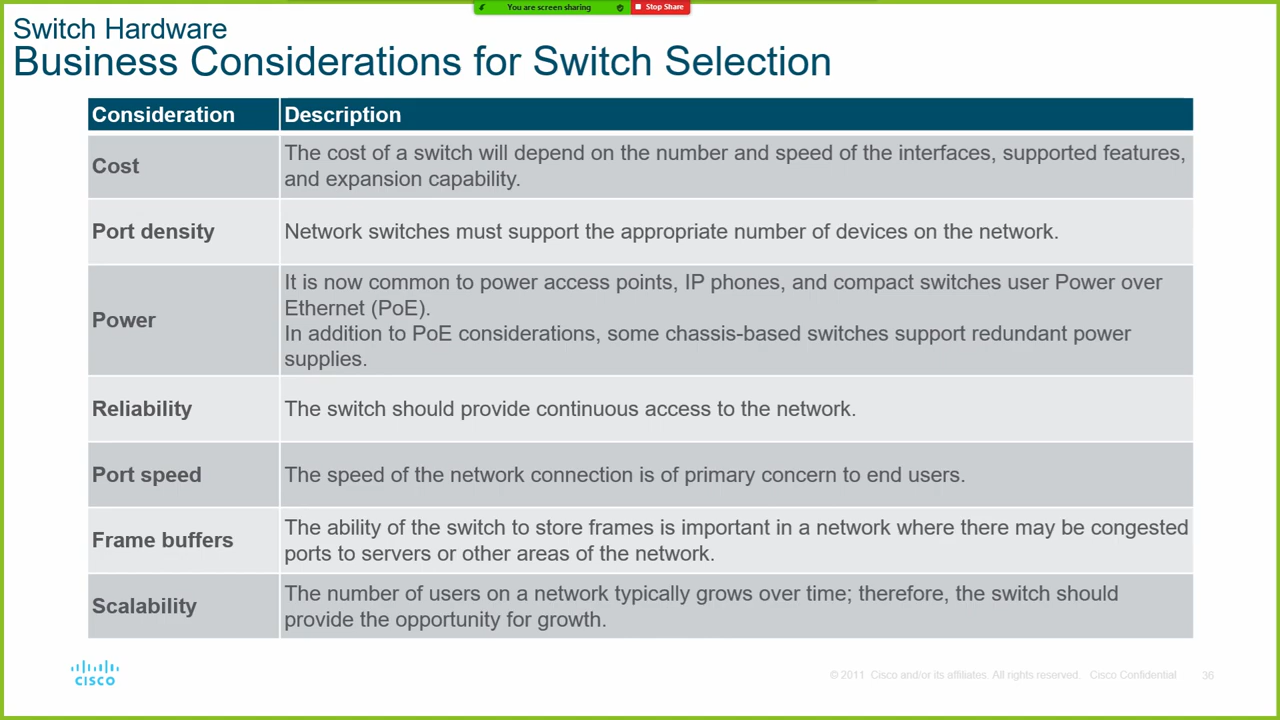 You are screen sharing
Stop Share
Switch Hardware
Business Considerations for Switch Selection
Consideration
Description
Cost
The cost of a switch will depend on the number and speed of the interfaces, supported features,
and expansion capability.
Port density
Network switches must support the appropriate number of devices on the network.
Power
It is now common to power access points, IP phones, and compact switches user Power over
Ethernet (PoE).
In addition to PoE considerations, some chassis-based switches support redundant power
supplies.
Reliability
The switch should provide continuous access to the network.
Port speed
The speed of the network connection is of primary concern to end users.
Frame buffers
The ability of the switch to store frames is important in a network where there may be congested
ports to servers or other areas of the network.
Scalability
The number of users on a network typically grows over time; therefore, the switch should
provide the opportunity for growth.
CISCO
© 2011 Cisco and/or its affiliates. All rights reserved. Cisco Confidential 36